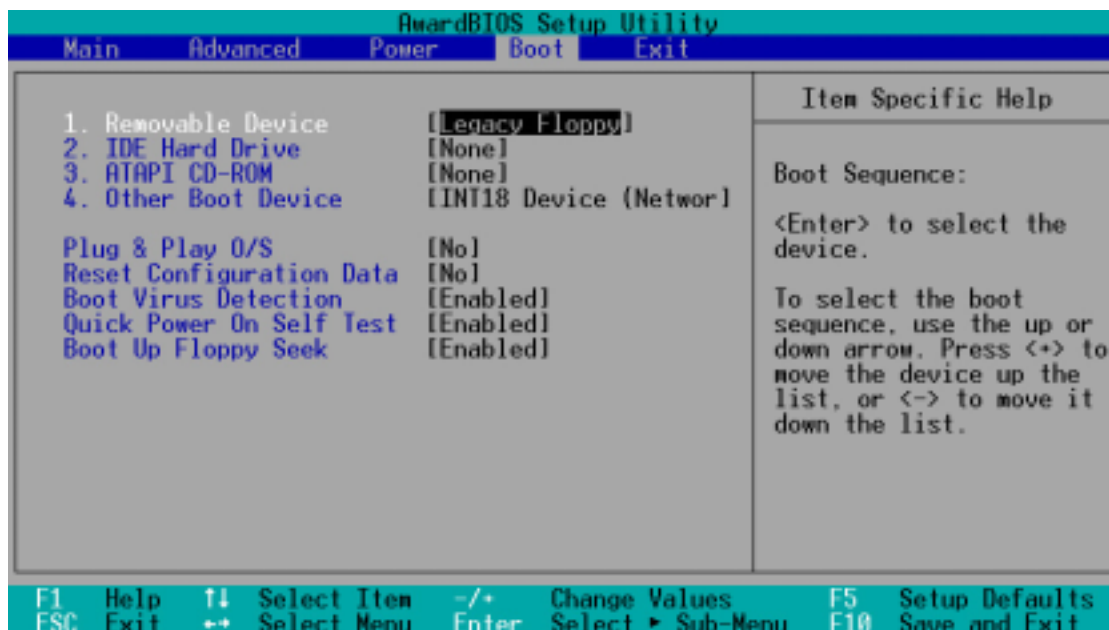 AwardBIOS Setup Utility
Main Advanced Power Boot Exit
1. Removable Device [Legacy Floppy]
2. IDE Hard Drive [None]
3. ATAPI CD-ROM [None]
4. Other Boot Device [INT18 Device (Networ]
Plug & Play O/S [No]
Reset Configuration Data [No]
Boot Virus Detection [Enabled]
Quick Power On Self Test [Enabled]
Boot Up Floppy Seek [Enabled]
Item Specific Help
Boot Sequence:
<Enter> to select the
device.
To select the boot
sequence, use the up or
down arrow. Press <+> to
move the device up the
list, or <-> to move it
down the list.
F1 Help ↑↓ Select Item -/+ Change Values F5 Setup Defaults
ESC Exit ←→ Select Menu Enter Select ► Sub-Menu F10 Save and Exit